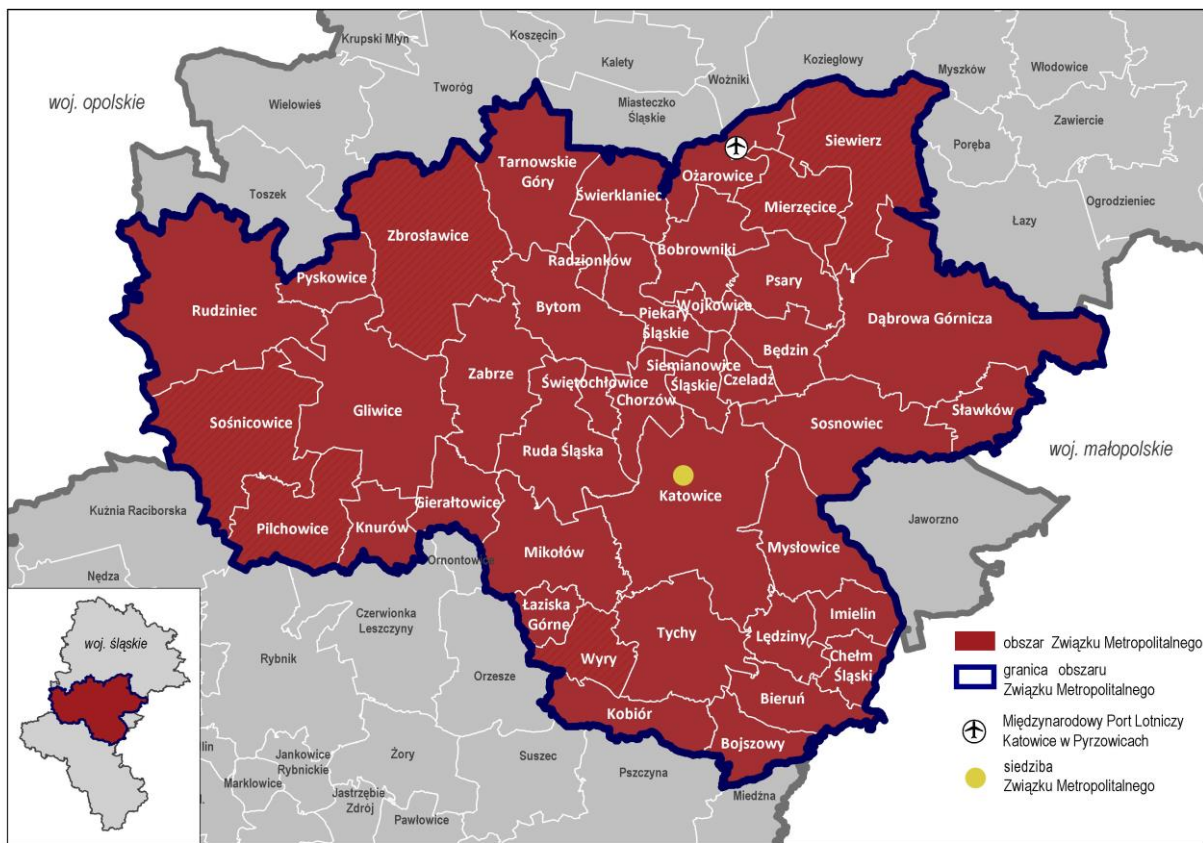 Krupski Młyn
Koszęcin
Kalety
Woźniki
Koziegłowy
Myszków
Włodowice
woj. opolskie
Wielowieś
Tworóg
Miasteczko
Śląskie
Zawiercie
Poręba
Siewierz
Tarnowskie
Góry
Ożarowice
Świerklaniec
Toszek
Mierzęcice
Ogrodzieniec
Łazy
Zbrosławice
Bobrowniki
Radzionków
Pyskowice
Psary
Rudziniec
Bytom
Wojkowice
Piekary
Śląskie
Dąbrowa Górnicza
Będzin
Zabrze
Siemianowice
Śląskie
Świętochłowice
Czeladź
Chorzów
Gliwice
Sośnicowice
Sławków
Sosnowiec
woj. małopolskie
Ruda Śląska
Katowice
Gierałtowice
Kuźnia Raciborska
Pilchowice
Knurów
Jaworzno
Mikołów
Mysłowice
Ornontowice
Nędza
Łaziska
Górne
Imielin
Czerwionka
Leszczyny
Tychy
Lędziny
Wyry
Chełm
Śląski
Rybnik
Orzesze
Bieruń
Kobiór
Bojszowy
lin
Jankowice
Rybnickie
Żory
Suszec
Marklowice
Pszczyna
Jastrzębie
Zdrój
Miedźna
Pawłowice
woj. śląskie
obszar Związku Metropolitalnego
granica obszaru
Związku Metropolitalnego
Międzynarodowy Port Lotniczy
Katowice w Pyrzowicach
siedziba
Związku Metropolitalnego